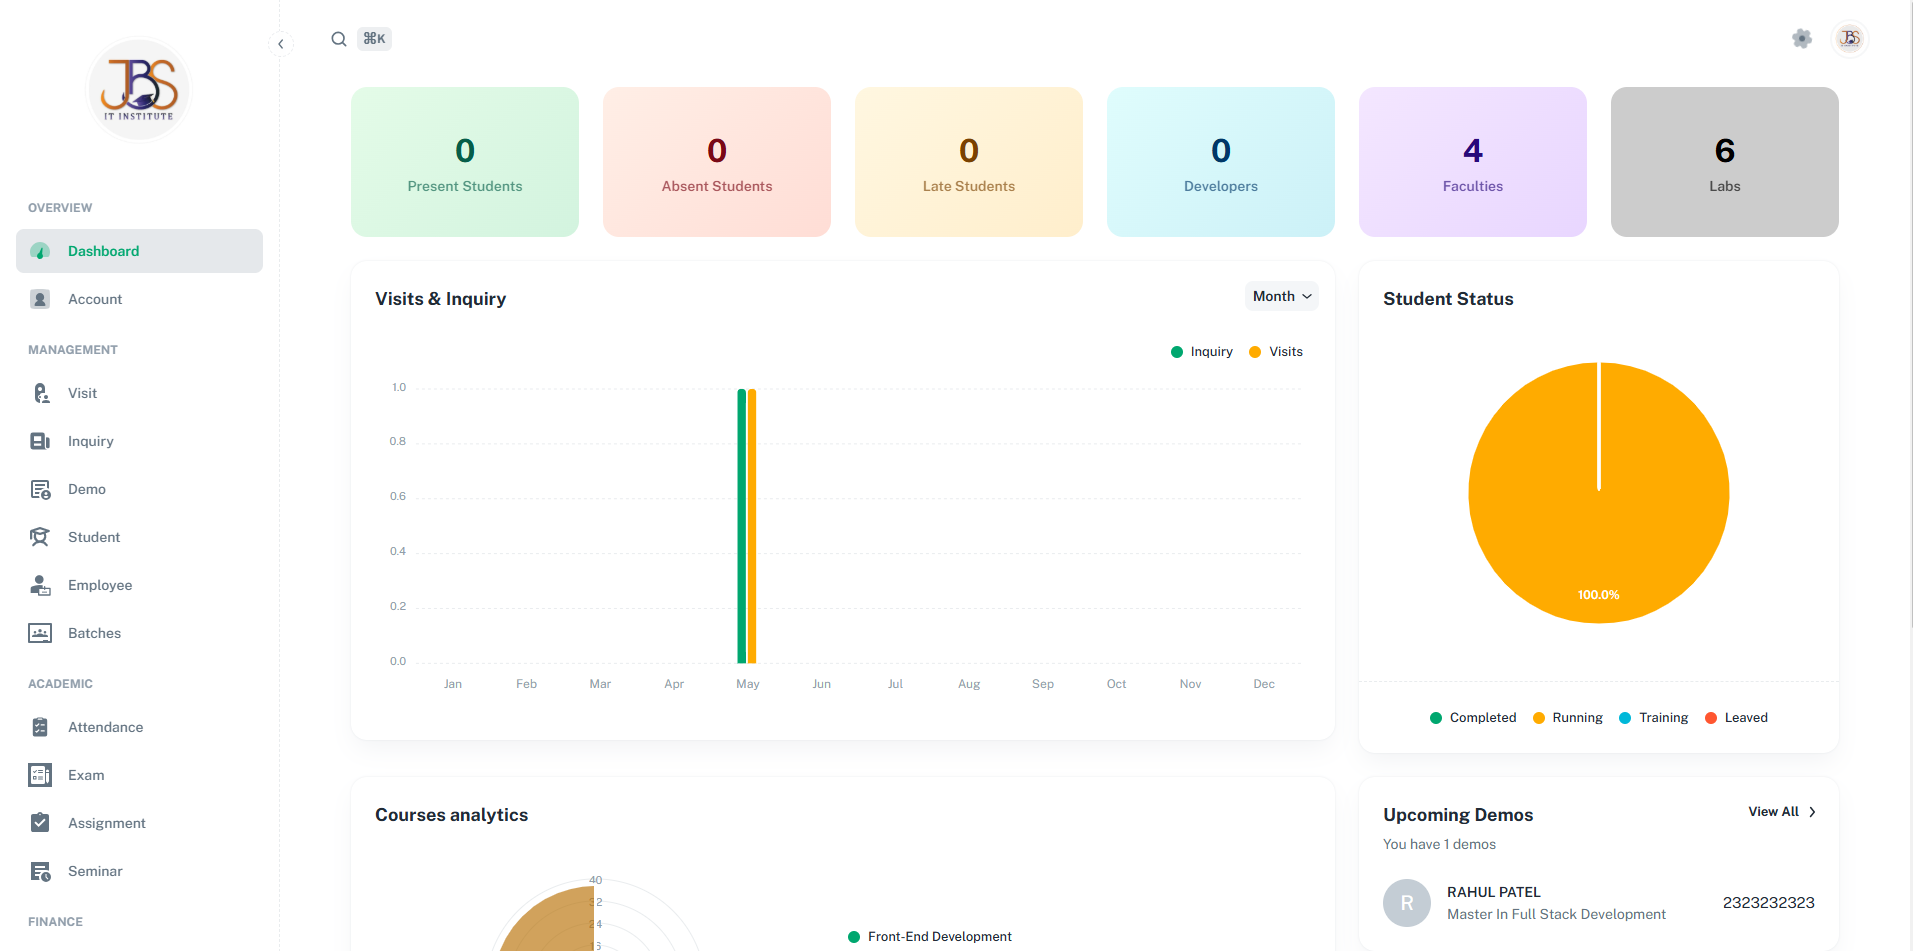 JBS
IT INSTITUTE
OVERVIEW
Dashboard
Account
MANAGEMENT
Visit
Inquiry
Demo
Student
Employee
Batches
ACADEMIC
Attendance
Exam
Assignment
Seminar
FINANCE
⌘K
JBS
0
Present Students
0
Absent Students
0
Late Students
0
Developers
4
Faculties
6
Labs
Visits & Inquiry
Month
Inquiry
Visits
1.0
0.8
0.6
0.4
0.2
0.0
Jan Feb Mar Apr May Jun Jul Aug Sep Oct Nov Dec
Student Status
100.0%
Completed Running Training Leaved
Courses analytics
40
32
24
16
Front-End Development
Upcoming Demos
View All
You have 1 demos
R
RAHUL PATEL
Master In Full Stack Development
2323232323